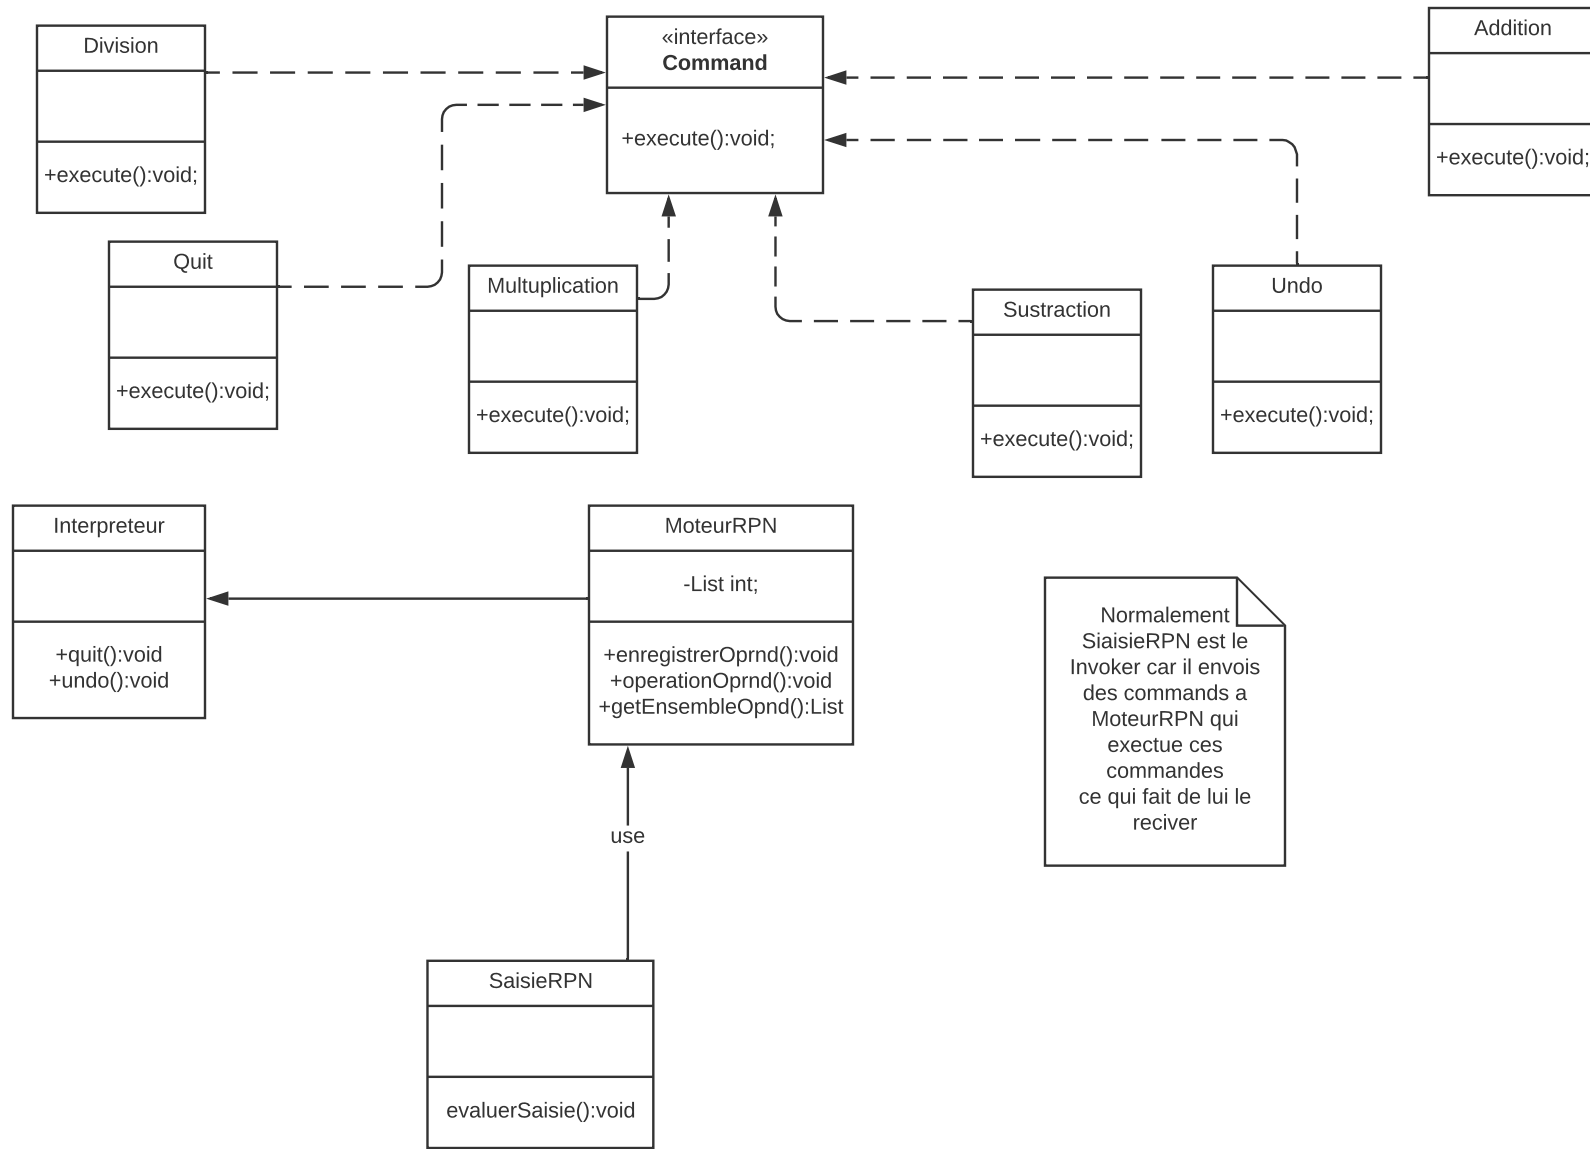 Division
+execute():void;
«interface»
Command
+execute():void;
Addition
+execute():void;
Quit
+execute():void;
Multuplication
+execute():void;
Sustraction
+execute():void;
Undo
+execute():void;
Interpreteur
+quit():void
+undo():void
MoteurRPN
-List int;
+enregistrerOprnd():void
+operationOprnd():void
+getEnsembleOpnd():List
Normalement
SiaisieRPN est le
Invoker car il envois
des commands a
MoteurRPN qui
exectue ces
commandes
ce qui fait de lui le
reciver
use
SaisieRPN
evaluerSaisie():void